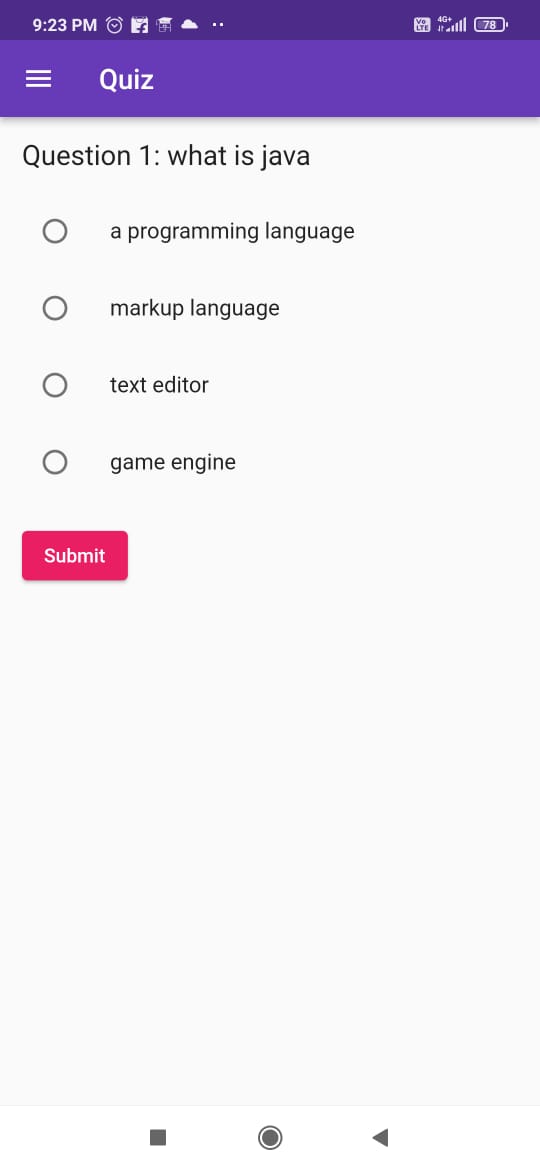 9:23 PM
Vo LTE 4G+ 78
Quiz
Question 1: what is java
a programming language
markup language
text editor
game engine
Submit